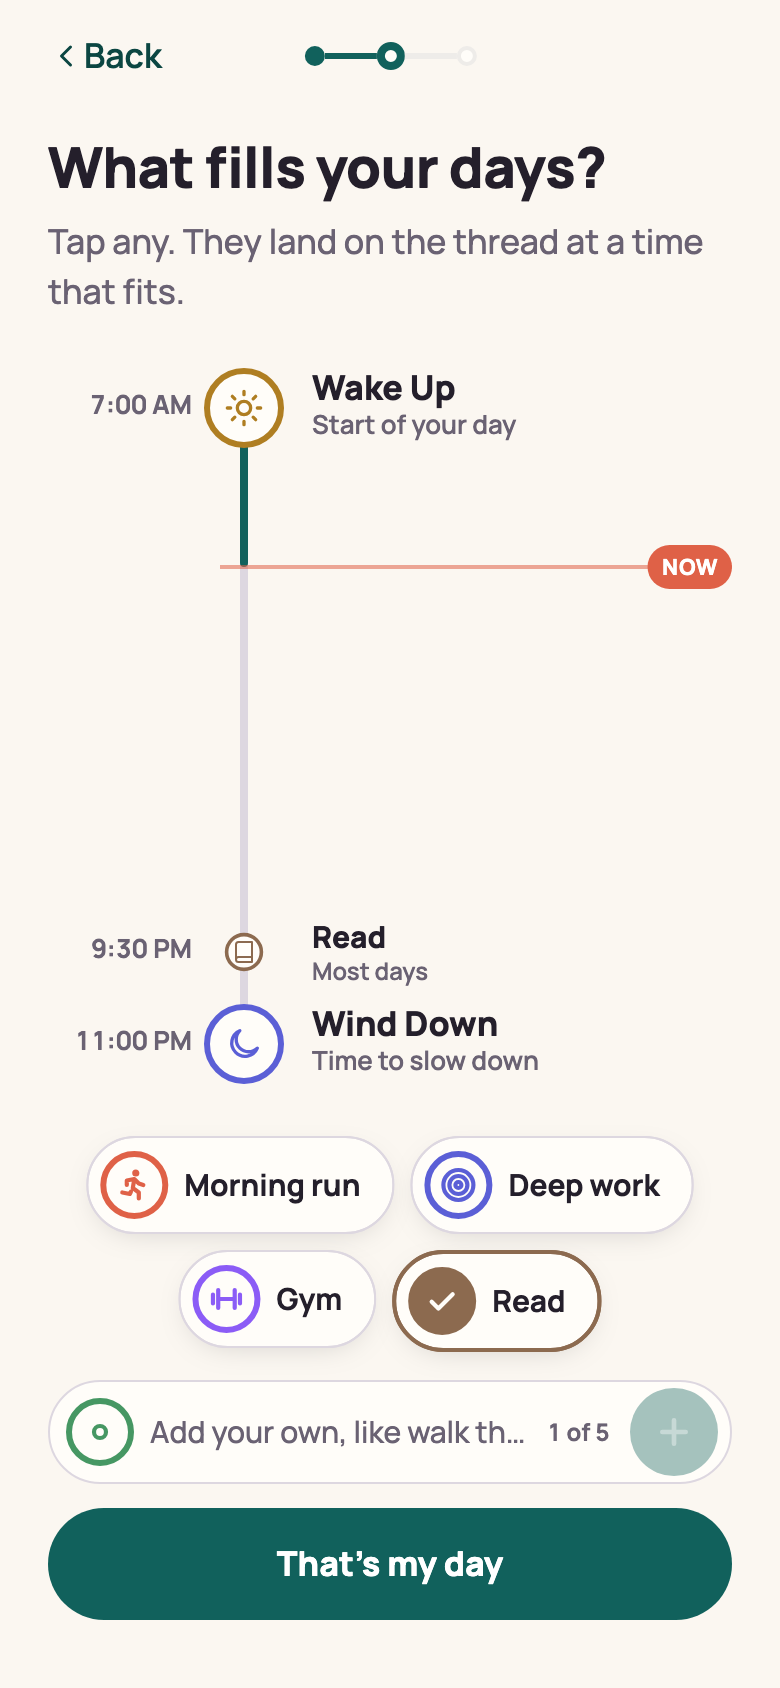 Back
What fills your days?
Tap any. They land on the thread at a time
that fits.
7:00 AM
Wake Up
Start of your day
NOW
9:30 PM
Read
Most days
11:00 PM
Wind Down
Time to slow down
Morning run
Deep work
Gym
Read
Add your own, like walk th... 1 of 5
That's my day